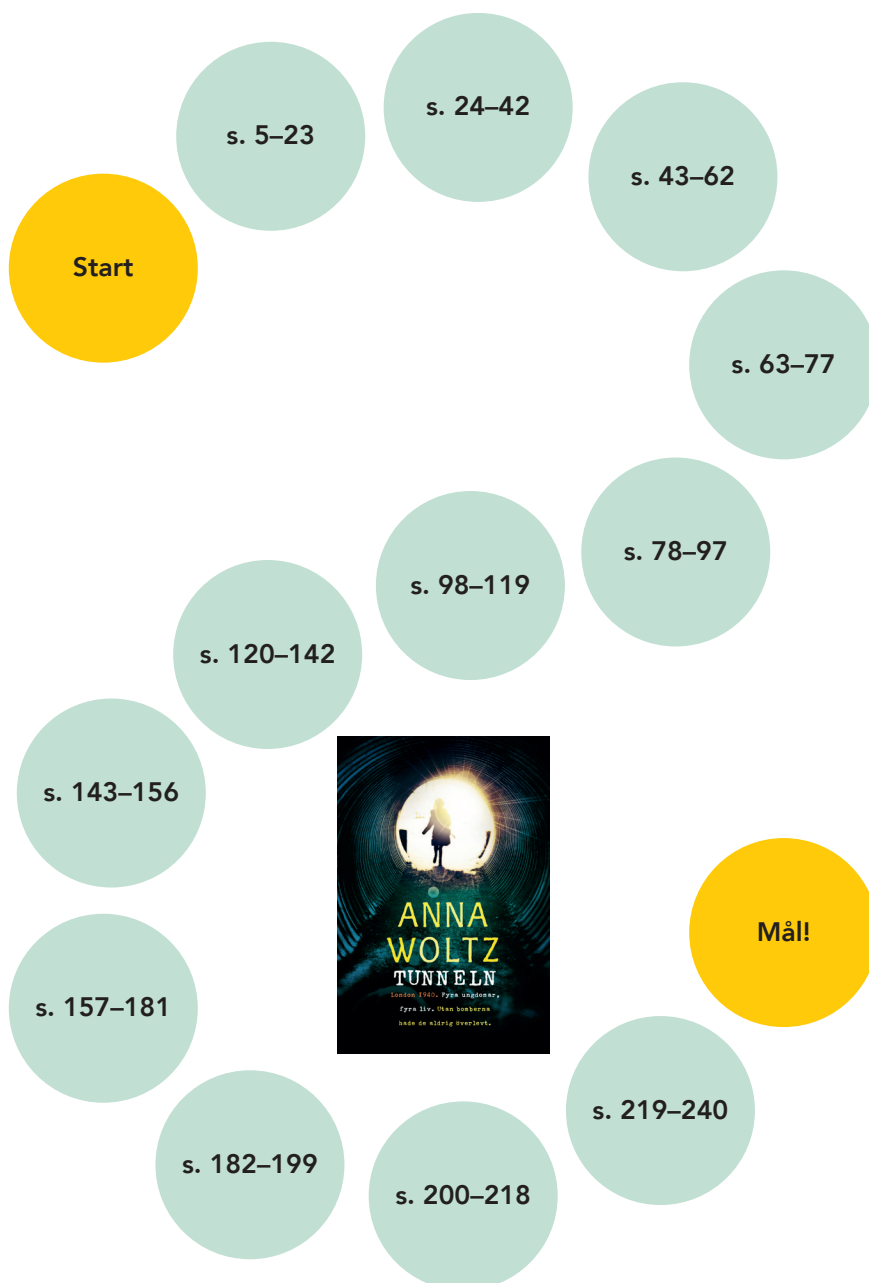 Start
s. 5–23
s. 24–42
s. 43–62
s. 63–77
s. 78–97
s. 98–119
s. 120–142
s. 143–156
s. 157–181
s. 182–199
s. 200–218
s. 219–240
Mål!
ANNA
WOLTZ
TUNNELN
London 1940. Fyra ungdomar,
fyra liv. Utan bomberna
hade de aldrig överlevt.